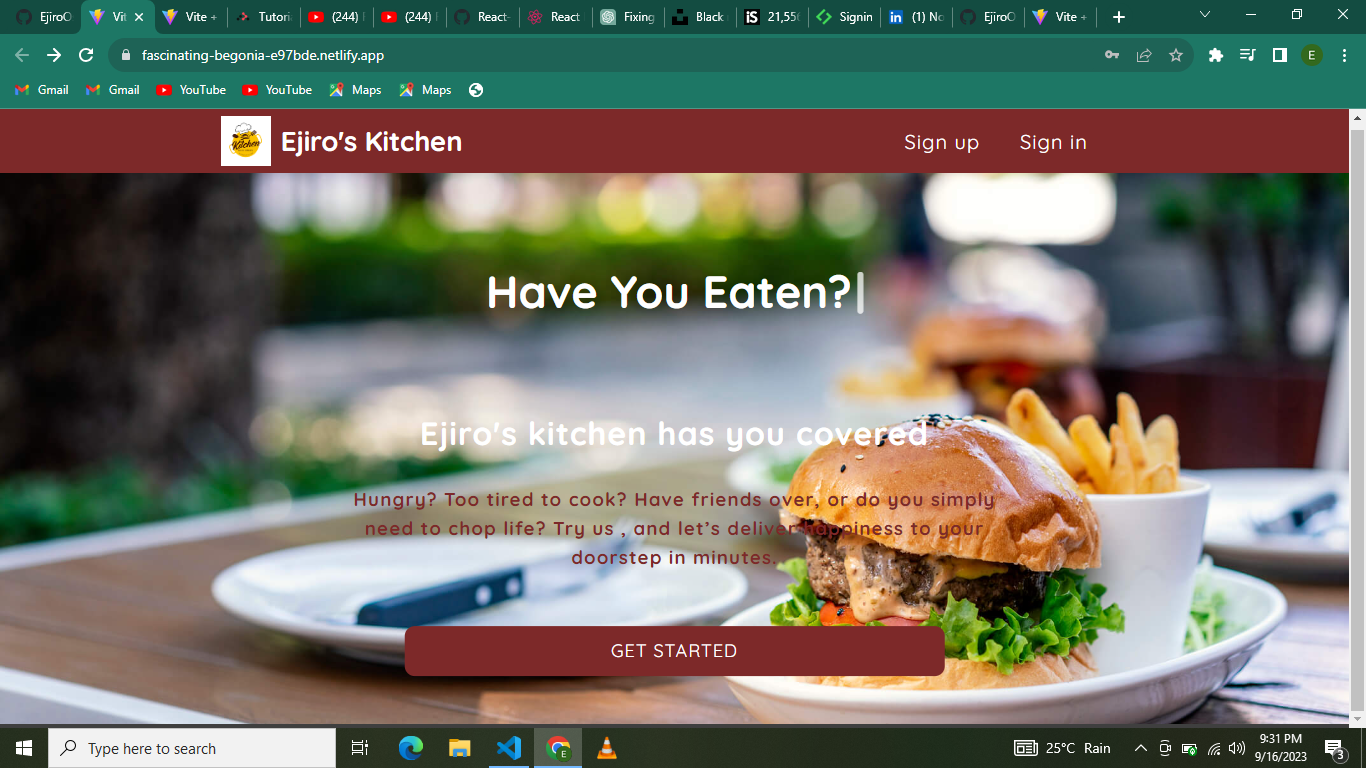 EjiroO
Vit
Vite +
Tutori
(244)
(244)
React-
React
Fixing
Black
iS
21,550
Signin
(1) No
EjiroO
Vite +
fascinating-begonia-e97bde.netlify.app
E
Gmail
Gmail
YouTube
YouTube
Maps
Maps
Kitchen
Ejiro's Kitchen
Sign up
Sign in
Have You Eaten?
Ejiro's kitchen has you covered
Hungry? Too tired to cook? Have friends over, or do you simply
need to chop life? Try us , and let’s deliver happiness to your
doorstep in minutes.
GET STARTED
Type here to search
E
25°C Rain
9:31 PM
9/16/2023
3